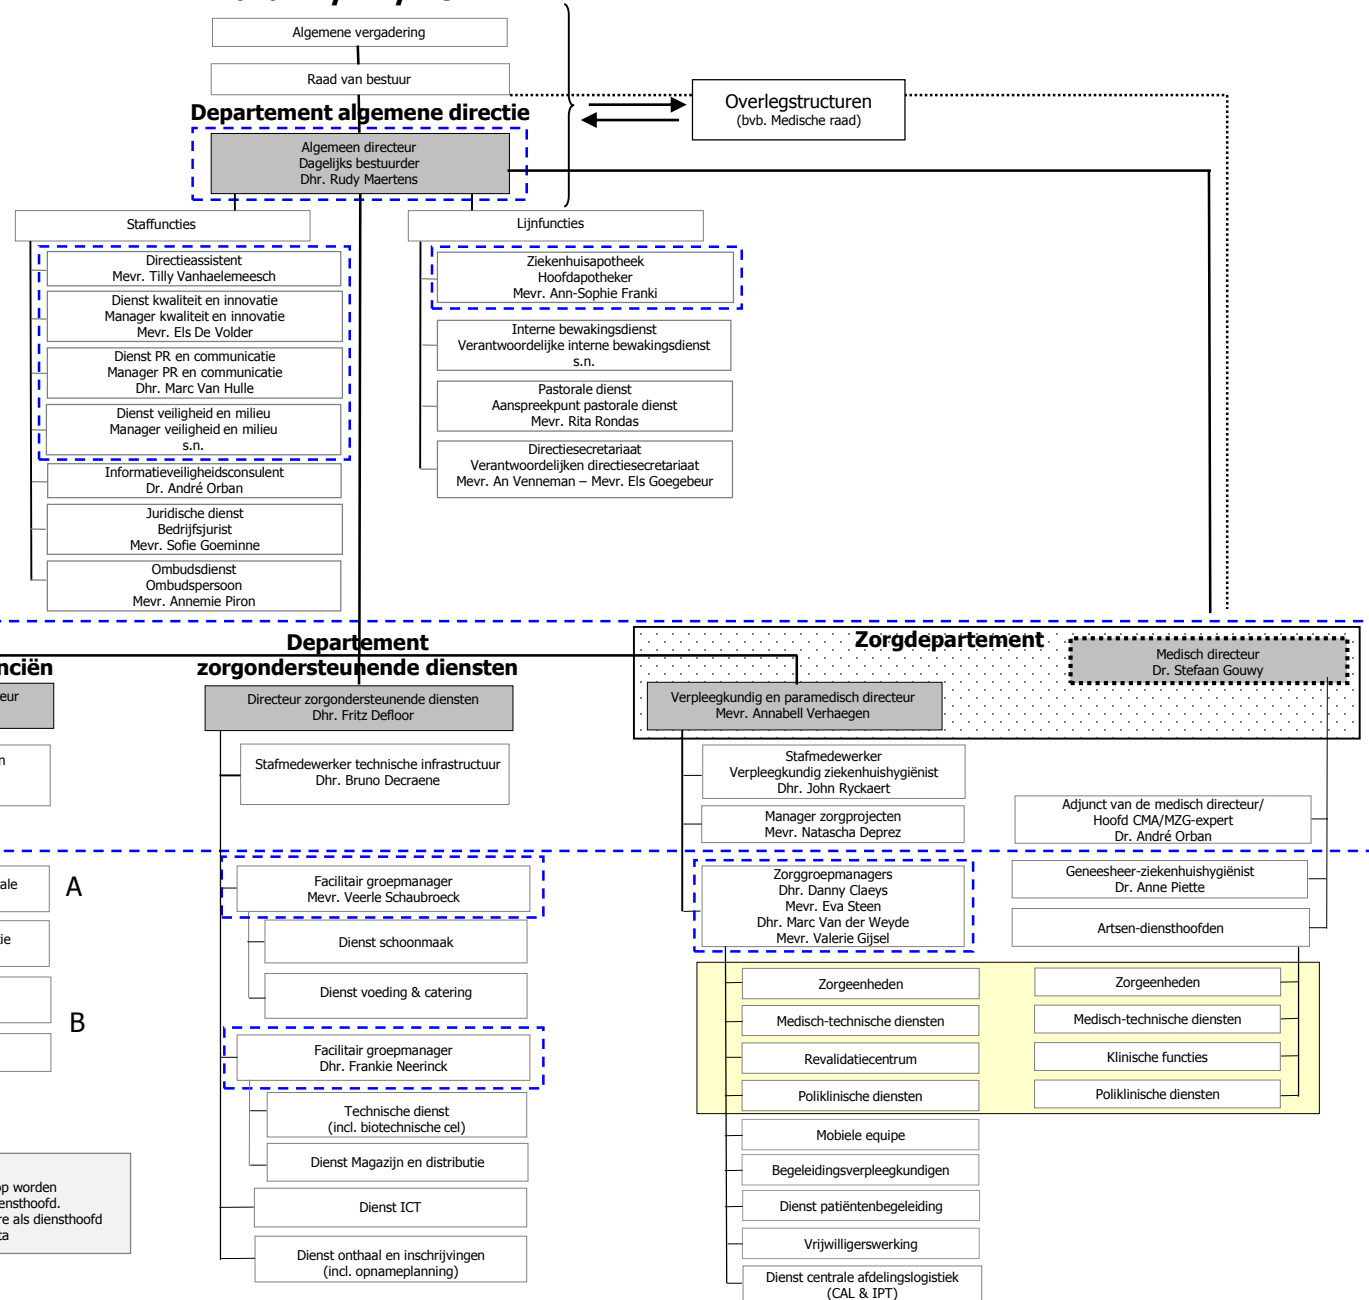 Algemene vergadering
Raad van bestuur
Departement algemene directie
Algemeen directeur
Dagelijks bestuurder
Dhr. Rudy Maertens
Overlegstructuren
(bvb. Medische raad)
Staffuncties
Directieassistent
Mevr. Tilly Vanhaelemeesch
Dienst kwaliteit en innovatie
Manager kwaliteit en innovatie
Mevr. Els De Volder
Dienst PR en communicatie
Manager PR en communicatie
Dhr. Marc Van Hulle
Dienst veiligheid en milieu
Manager veiligheid en milieu
s.n.
Informatieveiligheidsconsulent
Dr. André Orban
Juridische dienst
Bedrijfsjurist
Mevr. Sofie Goeminne
Ombudsdienst
Ombudspersoon
Mevr. Annemie Piron
Lijnfuncties
Ziekenhuisapotheek
Hoofdapotheker
Mevr. Ann-Sophie Franki
Interne bewakingsdienst
Verantwoordelijke interne bewakingsdienst
s.n.
Pastorale dienst
Aanspreekpunt pastorale dienst
Mevr. Rita Rondas
Directiesecretariaat
Verantwoordelijken directiesecretariaat
Mevr. An Venneman – Mevr. Els Goegebeur
nciën
eur
n
ale
tie
A
B
op worden
ensthoofd.
re als diensthoofd
ta
Departement
zorgondersteunende diensten
Directeur zorgondersteunende diensten
Dhr. Fritz Defloor
Stafmedewerker technische infrastructuur
Dhr. Bruno Decraene
Facilitair groepmanager
Mevr. Veerle Schaubroeck
Dienst schoonmaak
Dienst voeding & catering
Facilitair groepmanager
Dhr. Frankie Neerinck
Technische dienst
(incl. biotechnische cel)
Dienst Magazijn en distributie
Dienst ICT
Dienst onthaal en inschrijvingen
(incl. opnameplanning)
Zorgdepartement
Verpleegkundig en paramedisch directeur
Mevr. Annabell Verhaegen
Stafmedewerker
Verpleegkundig ziekenhuishygiënist
Dhr. John Ryckaert
Manager zorgprojecten
Mevr. Natascha Deprez
Zorggroepmanagers
Dhr. Danny Claeys
Mevr. Eva Steen
Dhr. Marc Van der Weyde
Mevr. Valerie Gijsel
Zorgeenheden
Medisch-technische diensten
Revalidatiecentrum
Poliklinische diensten
Mobiele equipe
Begeleidingsverpleegkundigen
Dienst patiëntenbegeleiding
Vrijwilligerswerking
Dienst centrale afdelingslogistiek
(CAL & IPT)
Medisch directeur
Dr. Stefaan Gouwy
Adjunct van de medisch directeur/
Hoofd CMA/MZG-expert
Dr. André Orban
Geneesheer-ziekenhuishygiënist
Dr. Anne Piette
Artsen-diensthoofden
Zorgeenheden
Medisch-technische diensten
Klinische functies
Poliklinische diensten